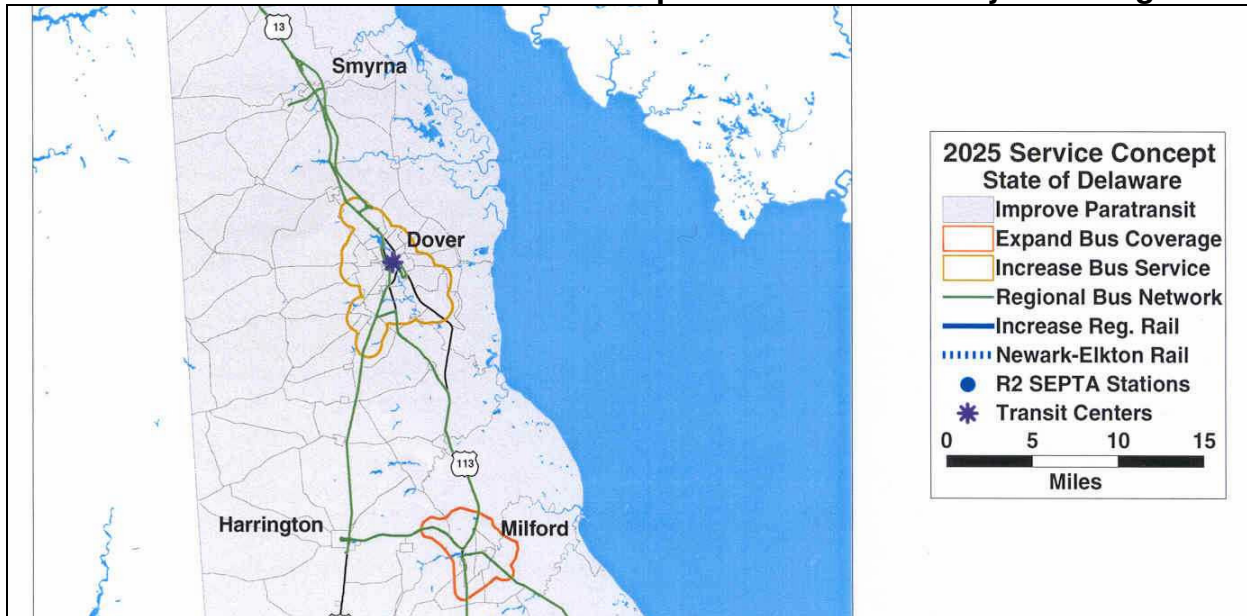 13
Smyrna
Dover
113
Harrington
Milford
2025 Service Concept
State of Delaware
Improve Paratransit
Expand Bus Coverage
Increase Bus Service
Regional Bus Network
Increase Reg. Rail
Newark-Elkton Rail
R2 SEPTA Stations
Transit Centers
0 5 10 15
Miles